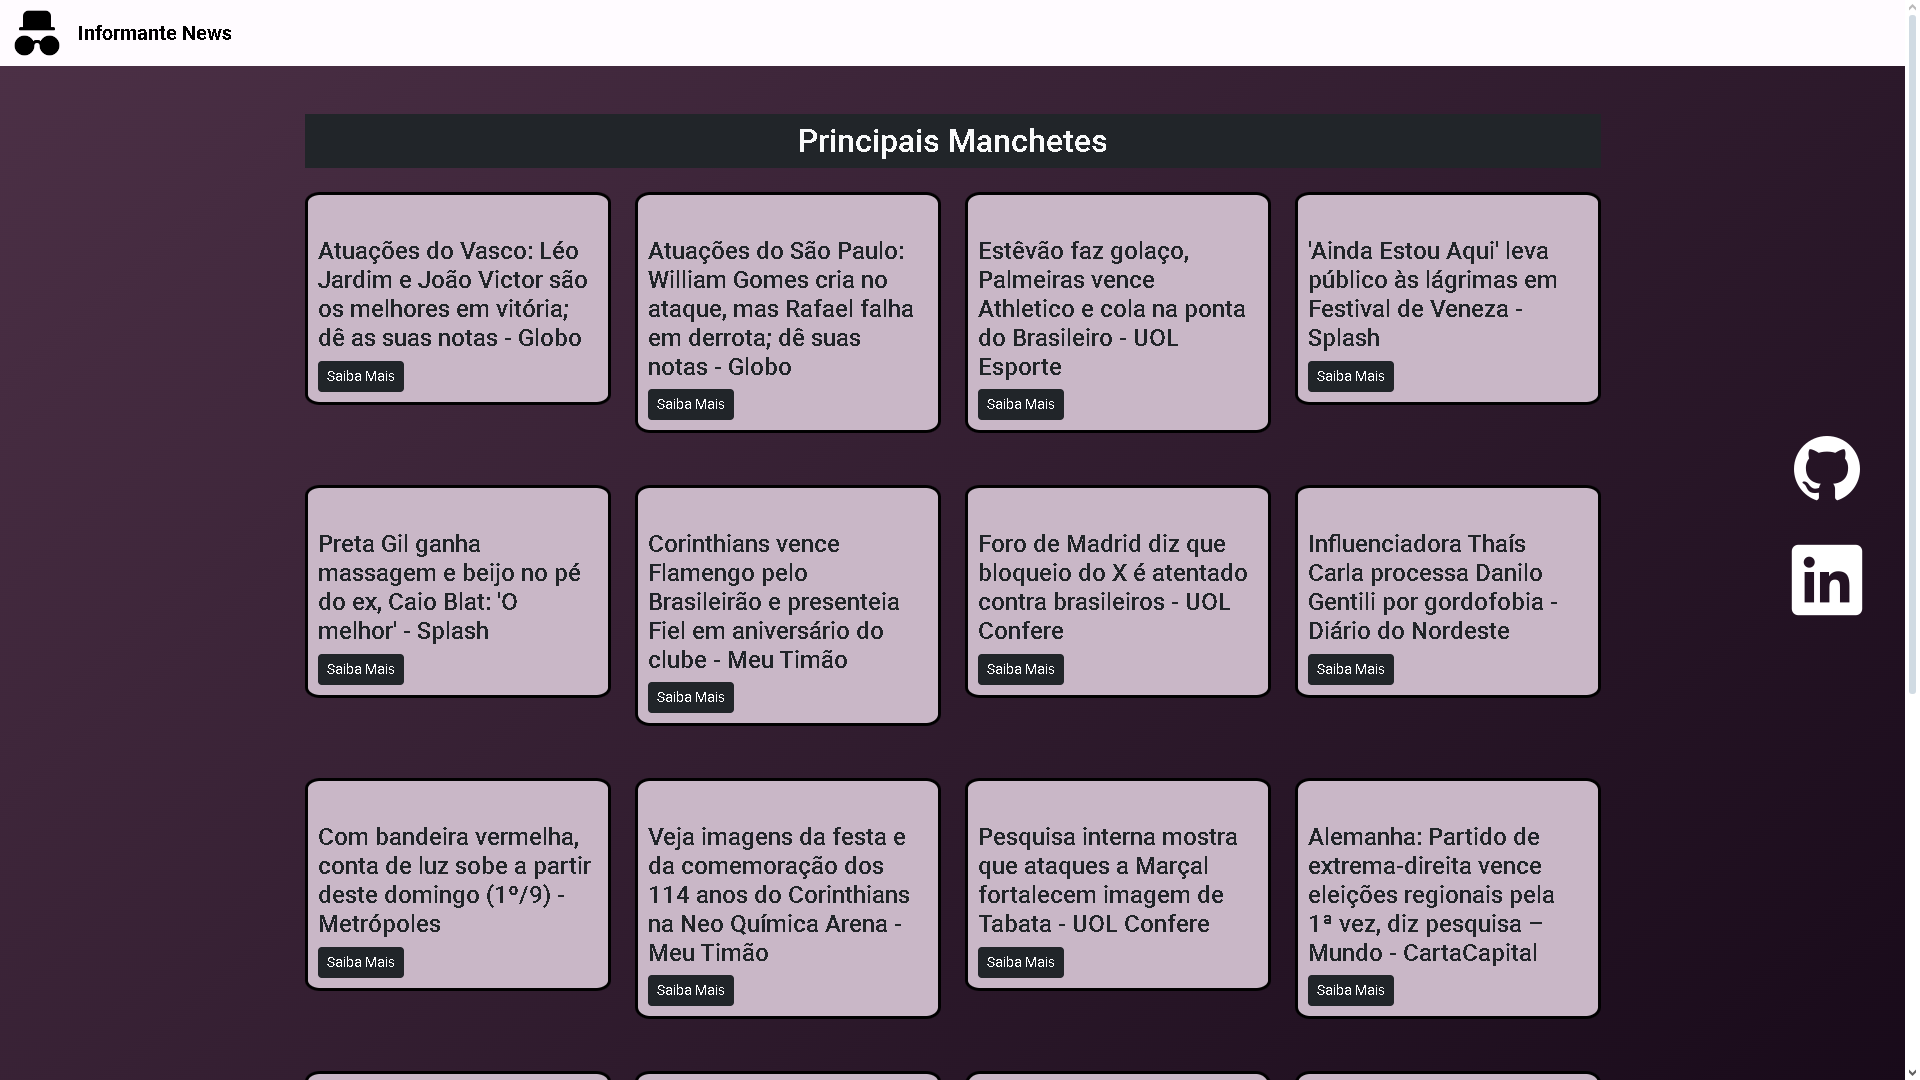 Informante News
Principais Manchetes
Atuações do Vasco: Léo
Jardim e João Victor são
os melhores em vitória;
dê as suas notas - Globo
Saiba Mais
Atuações do São Paulo:
William Gomes cria no
ataque, mas Rafael falha
em derrota; dê suas
notas - Globo
Saiba Mais
Estêvão faz golaço,
Palmeiras vence
Athletico e cola na ponta
do Brasileiro - UOL
Esporte
Saiba Mais
'Ainda Estou Aqui' leva
público às lágrimas em
Festival de Veneza -
Splash
Saiba Mais
Preta Gil ganha
massagem e beijo no pé
do ex, Caio Blat: 'O
melhor' - Splash
Saiba Mais
Corinthians vence
Flamengo pelo
Brasileirão e presenteia
Fiel em aniversário do
clube - Meu Timão
Saiba Mais
Foro de Madrid diz que
bloqueio do X é atentado
contra brasileiros - UOL
Confere
Saiba Mais
Influenciadora Thaís
Carla processa Danilo
Gentili por gordofobia -
Diário do Nordeste
Saiba Mais
in
Com bandeira vermelha,
conta de luz sobe a partir
deste domingo (1º/9) -
Metrópoles
Saiba Mais
Veja imagens da festa e
da comemoração dos
114 anos do Corinthians
na Neo Química Arena -
Meu Timão
Saiba Mais
Pesquisa interna mostra
que ataques a Marçal
fortalecem imagem de
Tabata - UOL Confere
Saiba Mais
Alemanha: Partido de
extrema-direita vence
eleições regionais pela
1ª vez, diz pesquisa –
Mundo - CartaCapital
Saiba Mais